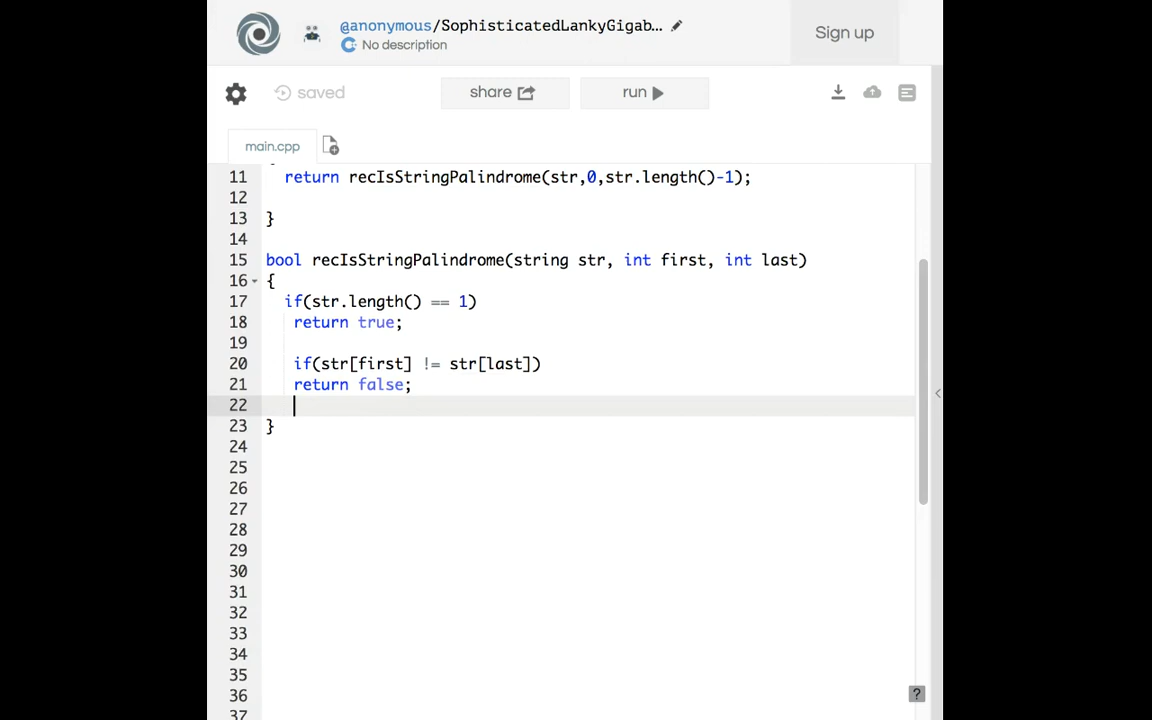 @anonymous/SophisticatedLankyGigab...
No description
Sign up
saved
share
run
main.cpp
11 return recIsStringPalindrome(str,0,str.length()-1);
12
13 }
14
15 bool recIsStringPalindrome(string str, int first, int last)
16 {
17 if(str.length() == 1)
18 return true;
19
20 if(str[first] != str[last])
21 return false;
22
23 }
24
25
26
27
28
29
30
31
32
33
34
35
36
37
?